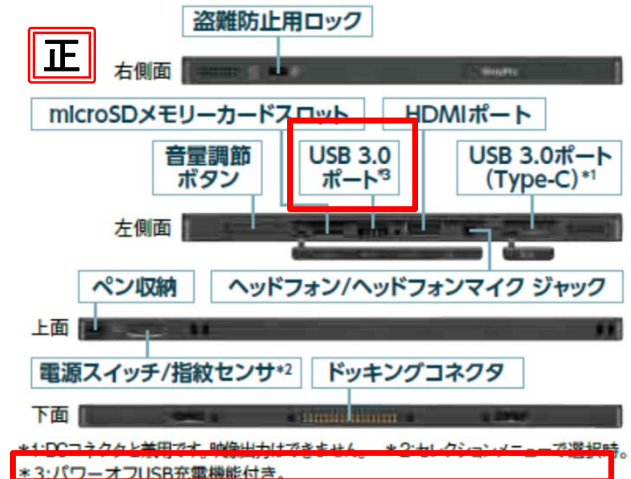 盗難防止用ロック
正
右側面
microSDメモリーカードスロット
HDMIポート
音量調節
ボタン
USB 3.0
ポート*3
USB 3.0ポート
(Type-C)*1
左側面
ペン収納
ヘッドフォン/ヘッドフォンマイク ジャック
上面
電源スイッチ/指紋センサ*2
ドッキングコネクタ
下面
*1:DCコネクタと兼用です。映像出力はできません。 *2:セレクションメニューで選択時。
*3:パワーオフUSB充電機能付き。